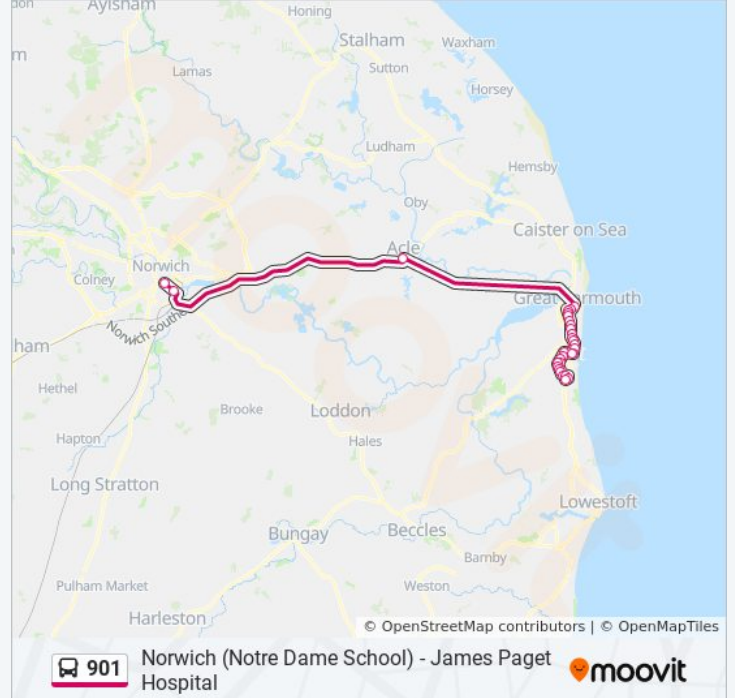 don
Aylsham
Honing
Stalham
Waxham
m
Lamas
Sutton
Horsey
Ludham
Hemsby
Oby
Caister on Sea
Acle
Norwich
Colney
Great Yarmouth
Norwich Southe
ham
Hethel
Brooke
Loddon
Hapton
Hales
Long Stratton
Lowestoft
Bungay
Beccles
Barnby
Pulham Market
Weston
Harleston
© OpenStreetMap contributors | © OpenMapTiles
901
Norwich (Notre Dame School) - James Paget
Hospital
moovit